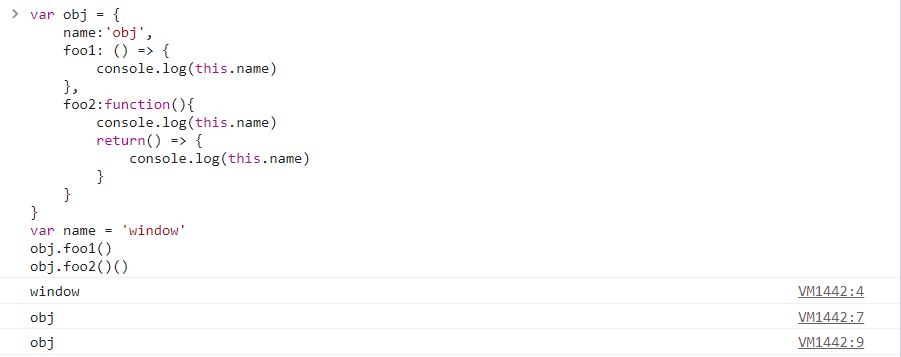 > var obj = {
name:'obj',
foo1: () => {
console.log(this.name)
},
foo2:function(){
console.log(this.name)
return() => {
console.log(this.name)
}
}
}
var name = 'window'
obj.foo1()
obj.foo2()()
window VM1442:4
obj VM1442:7
obj VM1442:9